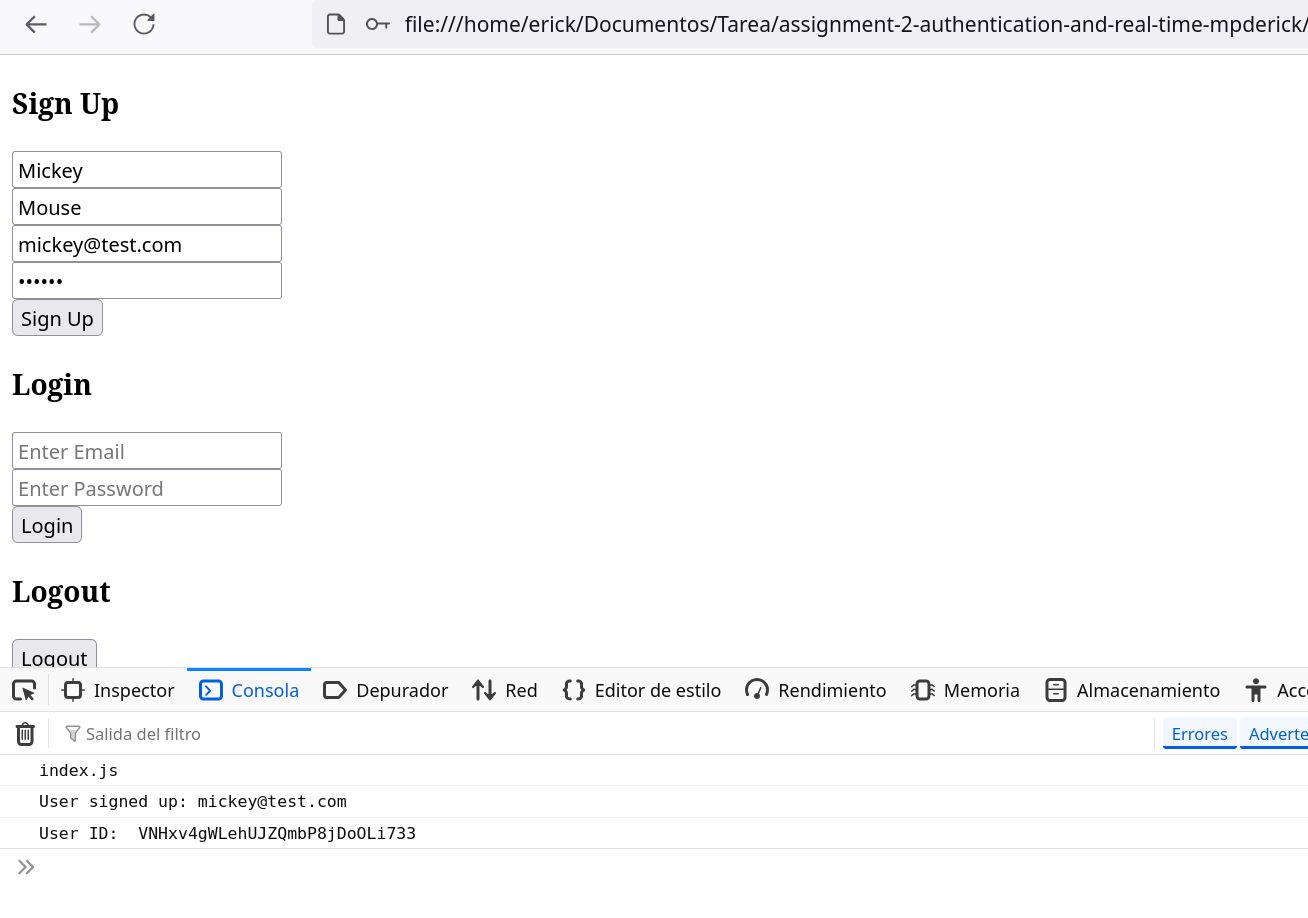 file:///home/erick/Documentos/Tarea/assignment-2-authentication-and-real-time-mpderick/
Sign Up
Mickey
Mouse
mickey@test.com
••••••
Sign Up
Login
Enter Email
Enter Password
Login
Logout
Logout
Inspector Consola Depurador Red Editor de estilo Rendimiento Memoria Almacenamiento Acc
Salida del filtro Errores Adverte
index.js
User signed up: mickey@test.com
User ID:  VNHxv4gWLehUJZQmbP8jDoOLi733